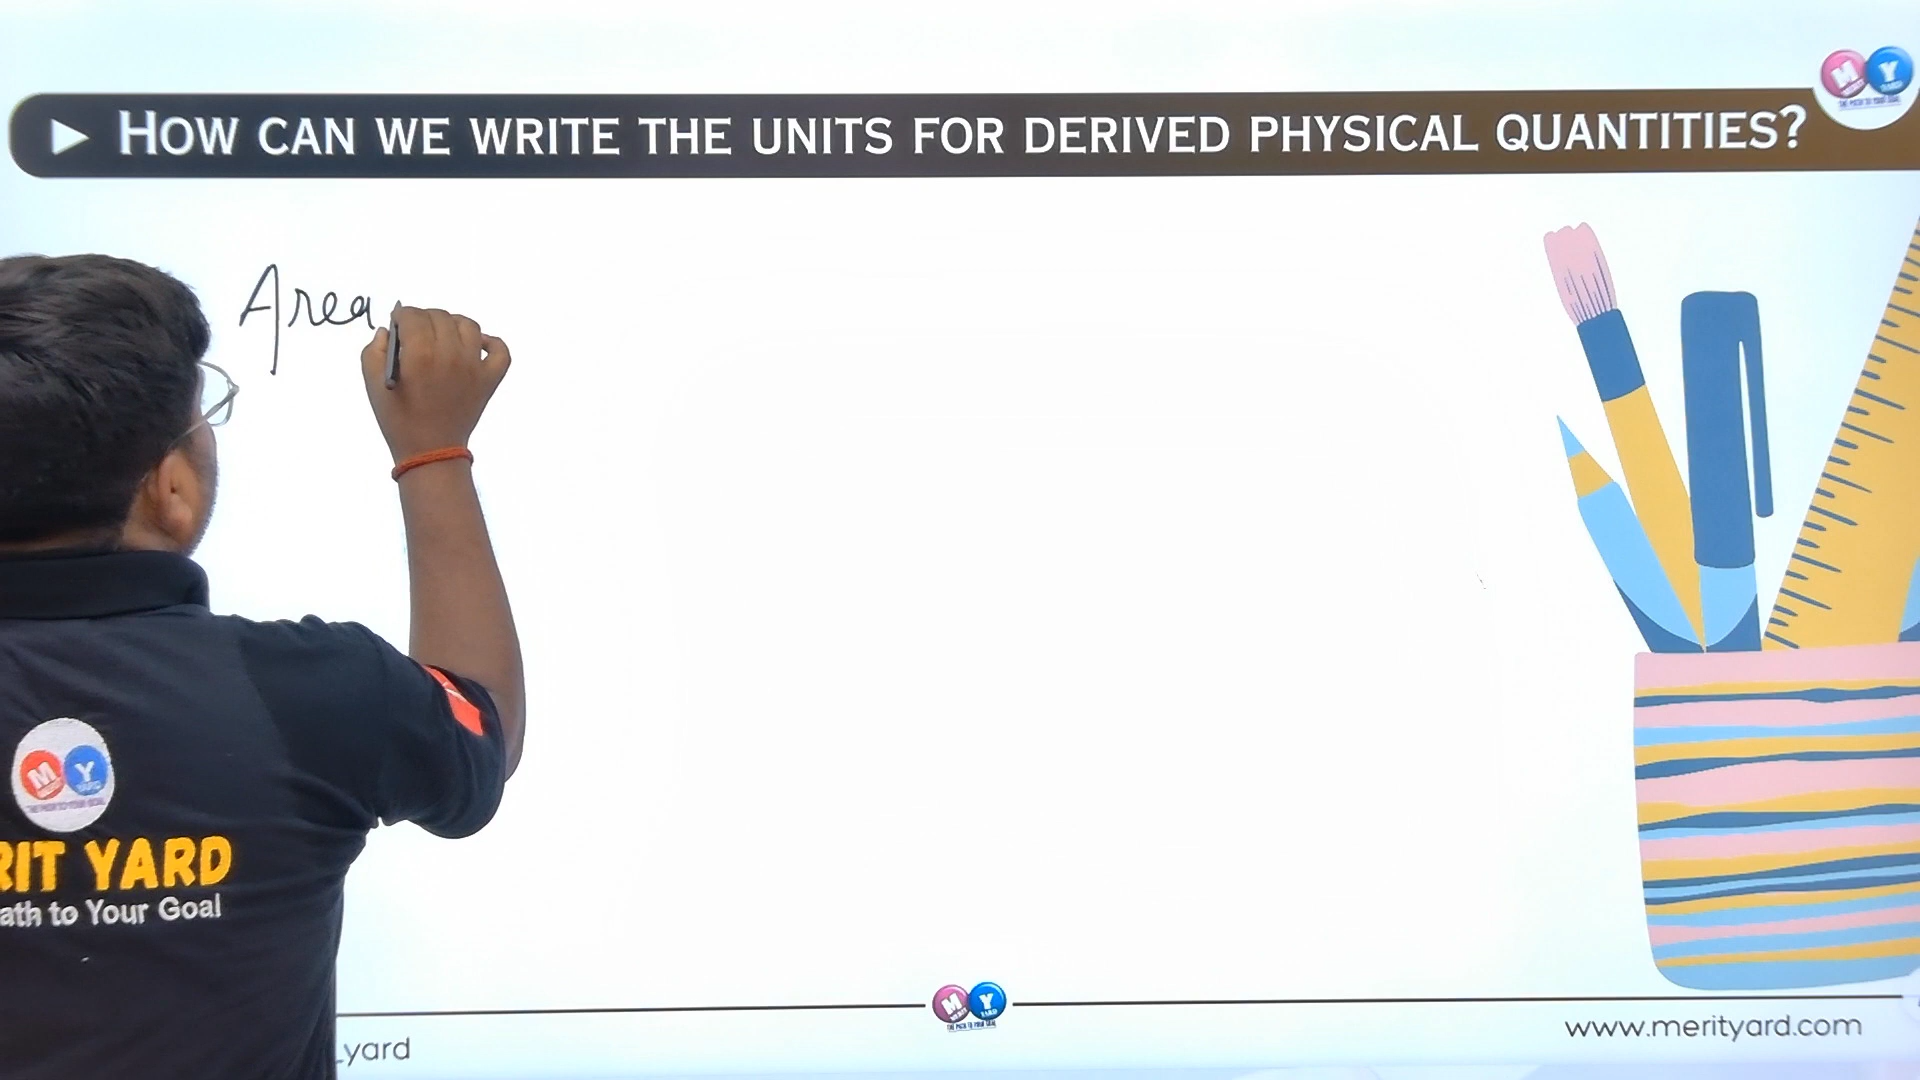 ► HOW CAN WE WRITE THE UNITS FOR DERIVED PHYSICAL QUANTITIES?
M Y
Area
M Y
RIT YARD
ath to Your Goal
M Y
_yard
www.merityard.com